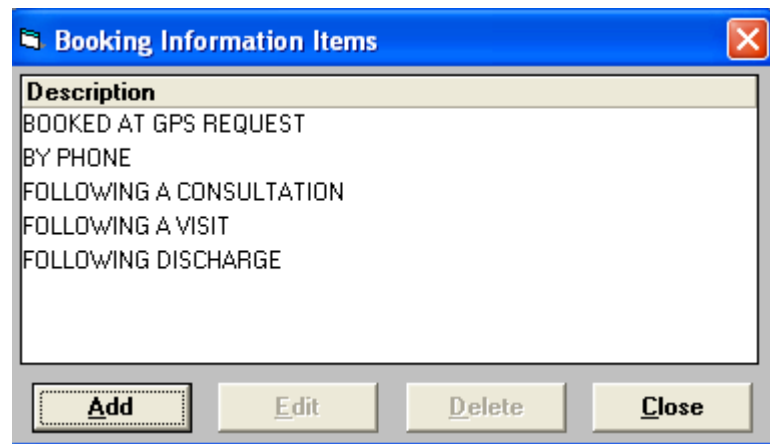 Booking Information Items
Description
BOOKED AT GPS REQUEST
BY PHONE
FOLLOWING A CONSULTATION
FOLLOWING A VISIT
FOLLOWING DISCHARGE
Add Edit Delete Close